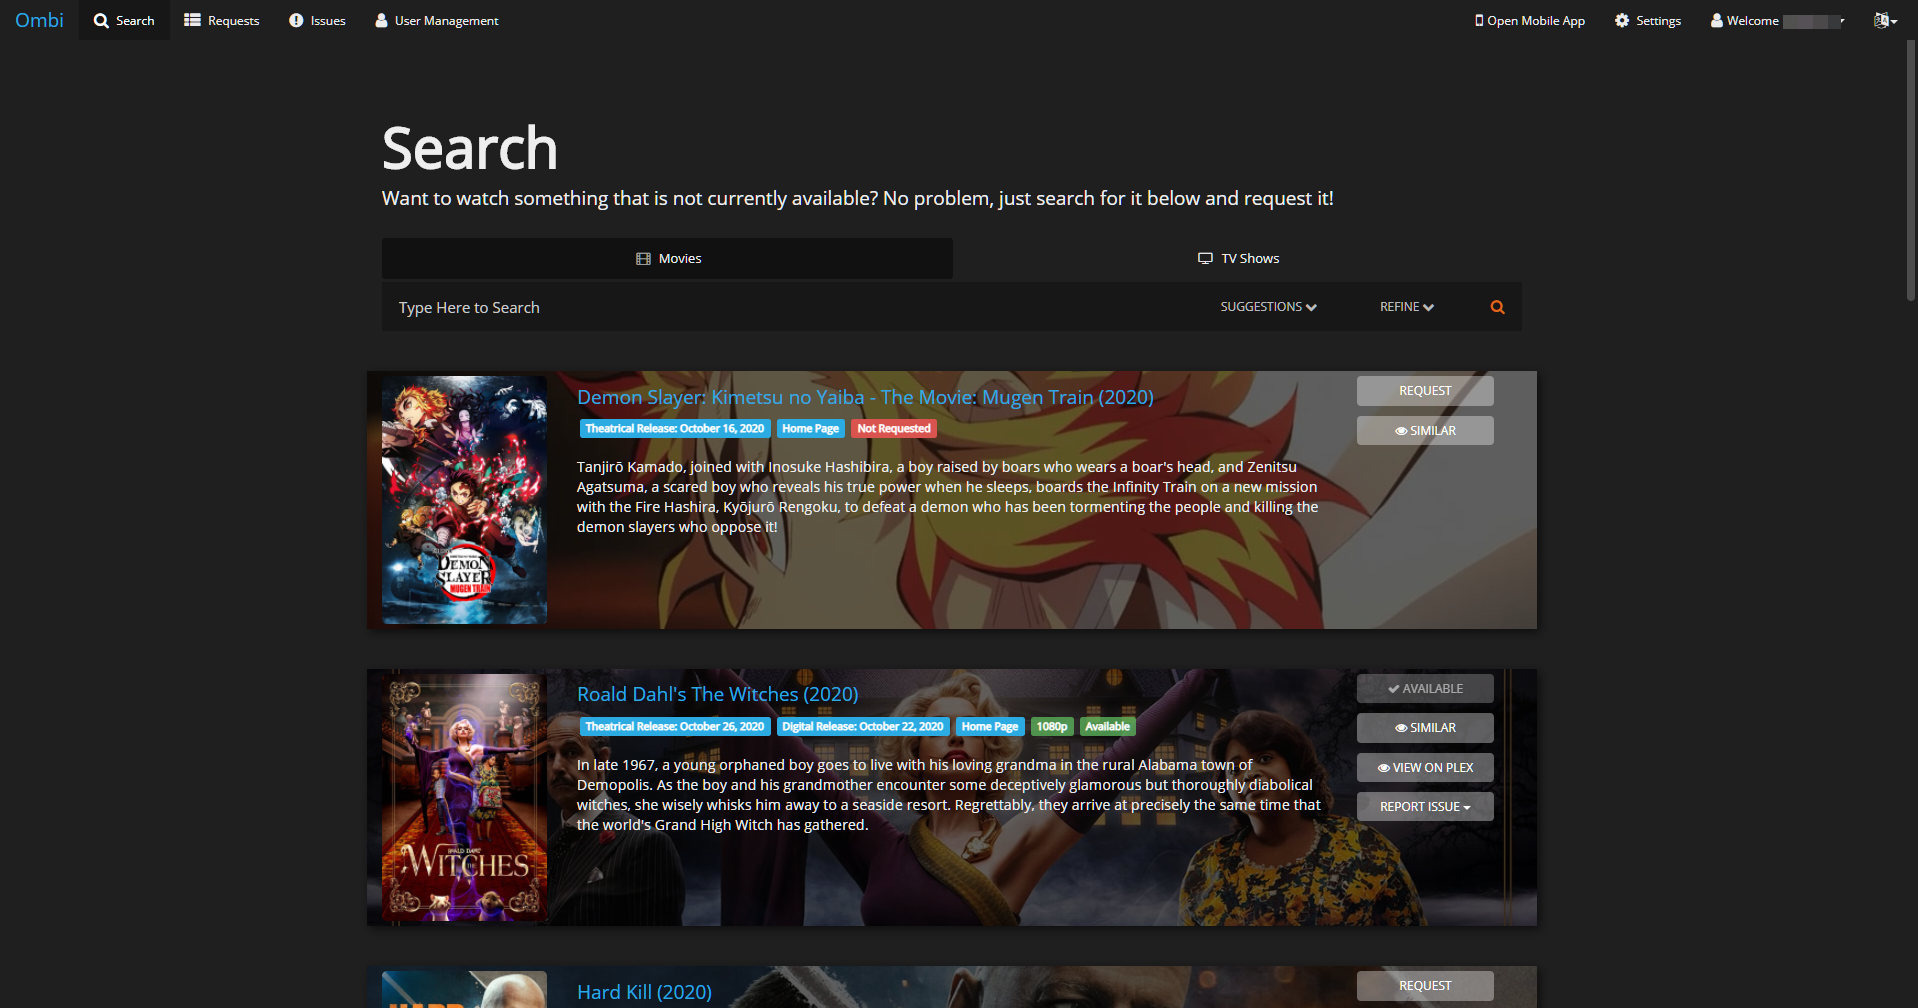 Ombi
Search
Requests
Issues
User Management
Open Mobile App
Settings
Welcome
Search
Want to watch something that is not currently available? No problem, just search for it below and request it!
Movies
TV Shows
Type Here to Search
SUGGESTIONS
REFINE
Demon Slayer: Kimetsu no Yaiba - The Movie: Mugen Train (2020)
Theatrical Release: October 16, 2020
Home Page
Not Requested
Tanjirō Kamado, joined with Inosuke Hashibira, a boy raised by boars who wears a boar's head, and Zenitsu
Agatsuma, a scared boy who reveals his true power when he sleeps, boards the Infinity Train on a new mission
with the Fire Hashira, Kyōjurō Rengoku, to defeat a demon who has been tormenting the people and killing the
demon slayers who oppose it!
REQUEST
SIMILAR
DEMON
SLAYER
MUGEN TRAIN
Roald Dahl's The Witches (2020)
Theatrical Release: October 26, 2020
Digital Release: October 22, 2020
Home Page
1080p
Available
In late 1967, a young orphaned boy goes to live with his loving grandma in the rural Alabama town of
Demopolis. As the boy and his grandmother encounter some deceptively glamorous but thoroughly diabolical
witches, she wisely whisks him away to a seaside resort. Regrettably, they arrive at precisely the same time that
the world's Grand High Witch has gathered.
AVAILABLE
SIMILAR
VIEW ON PLEX
REPORT ISSUE
ROALD DAHL'S
THE
WITCHES
Hard Kill (2020)
REQUEST
HARD